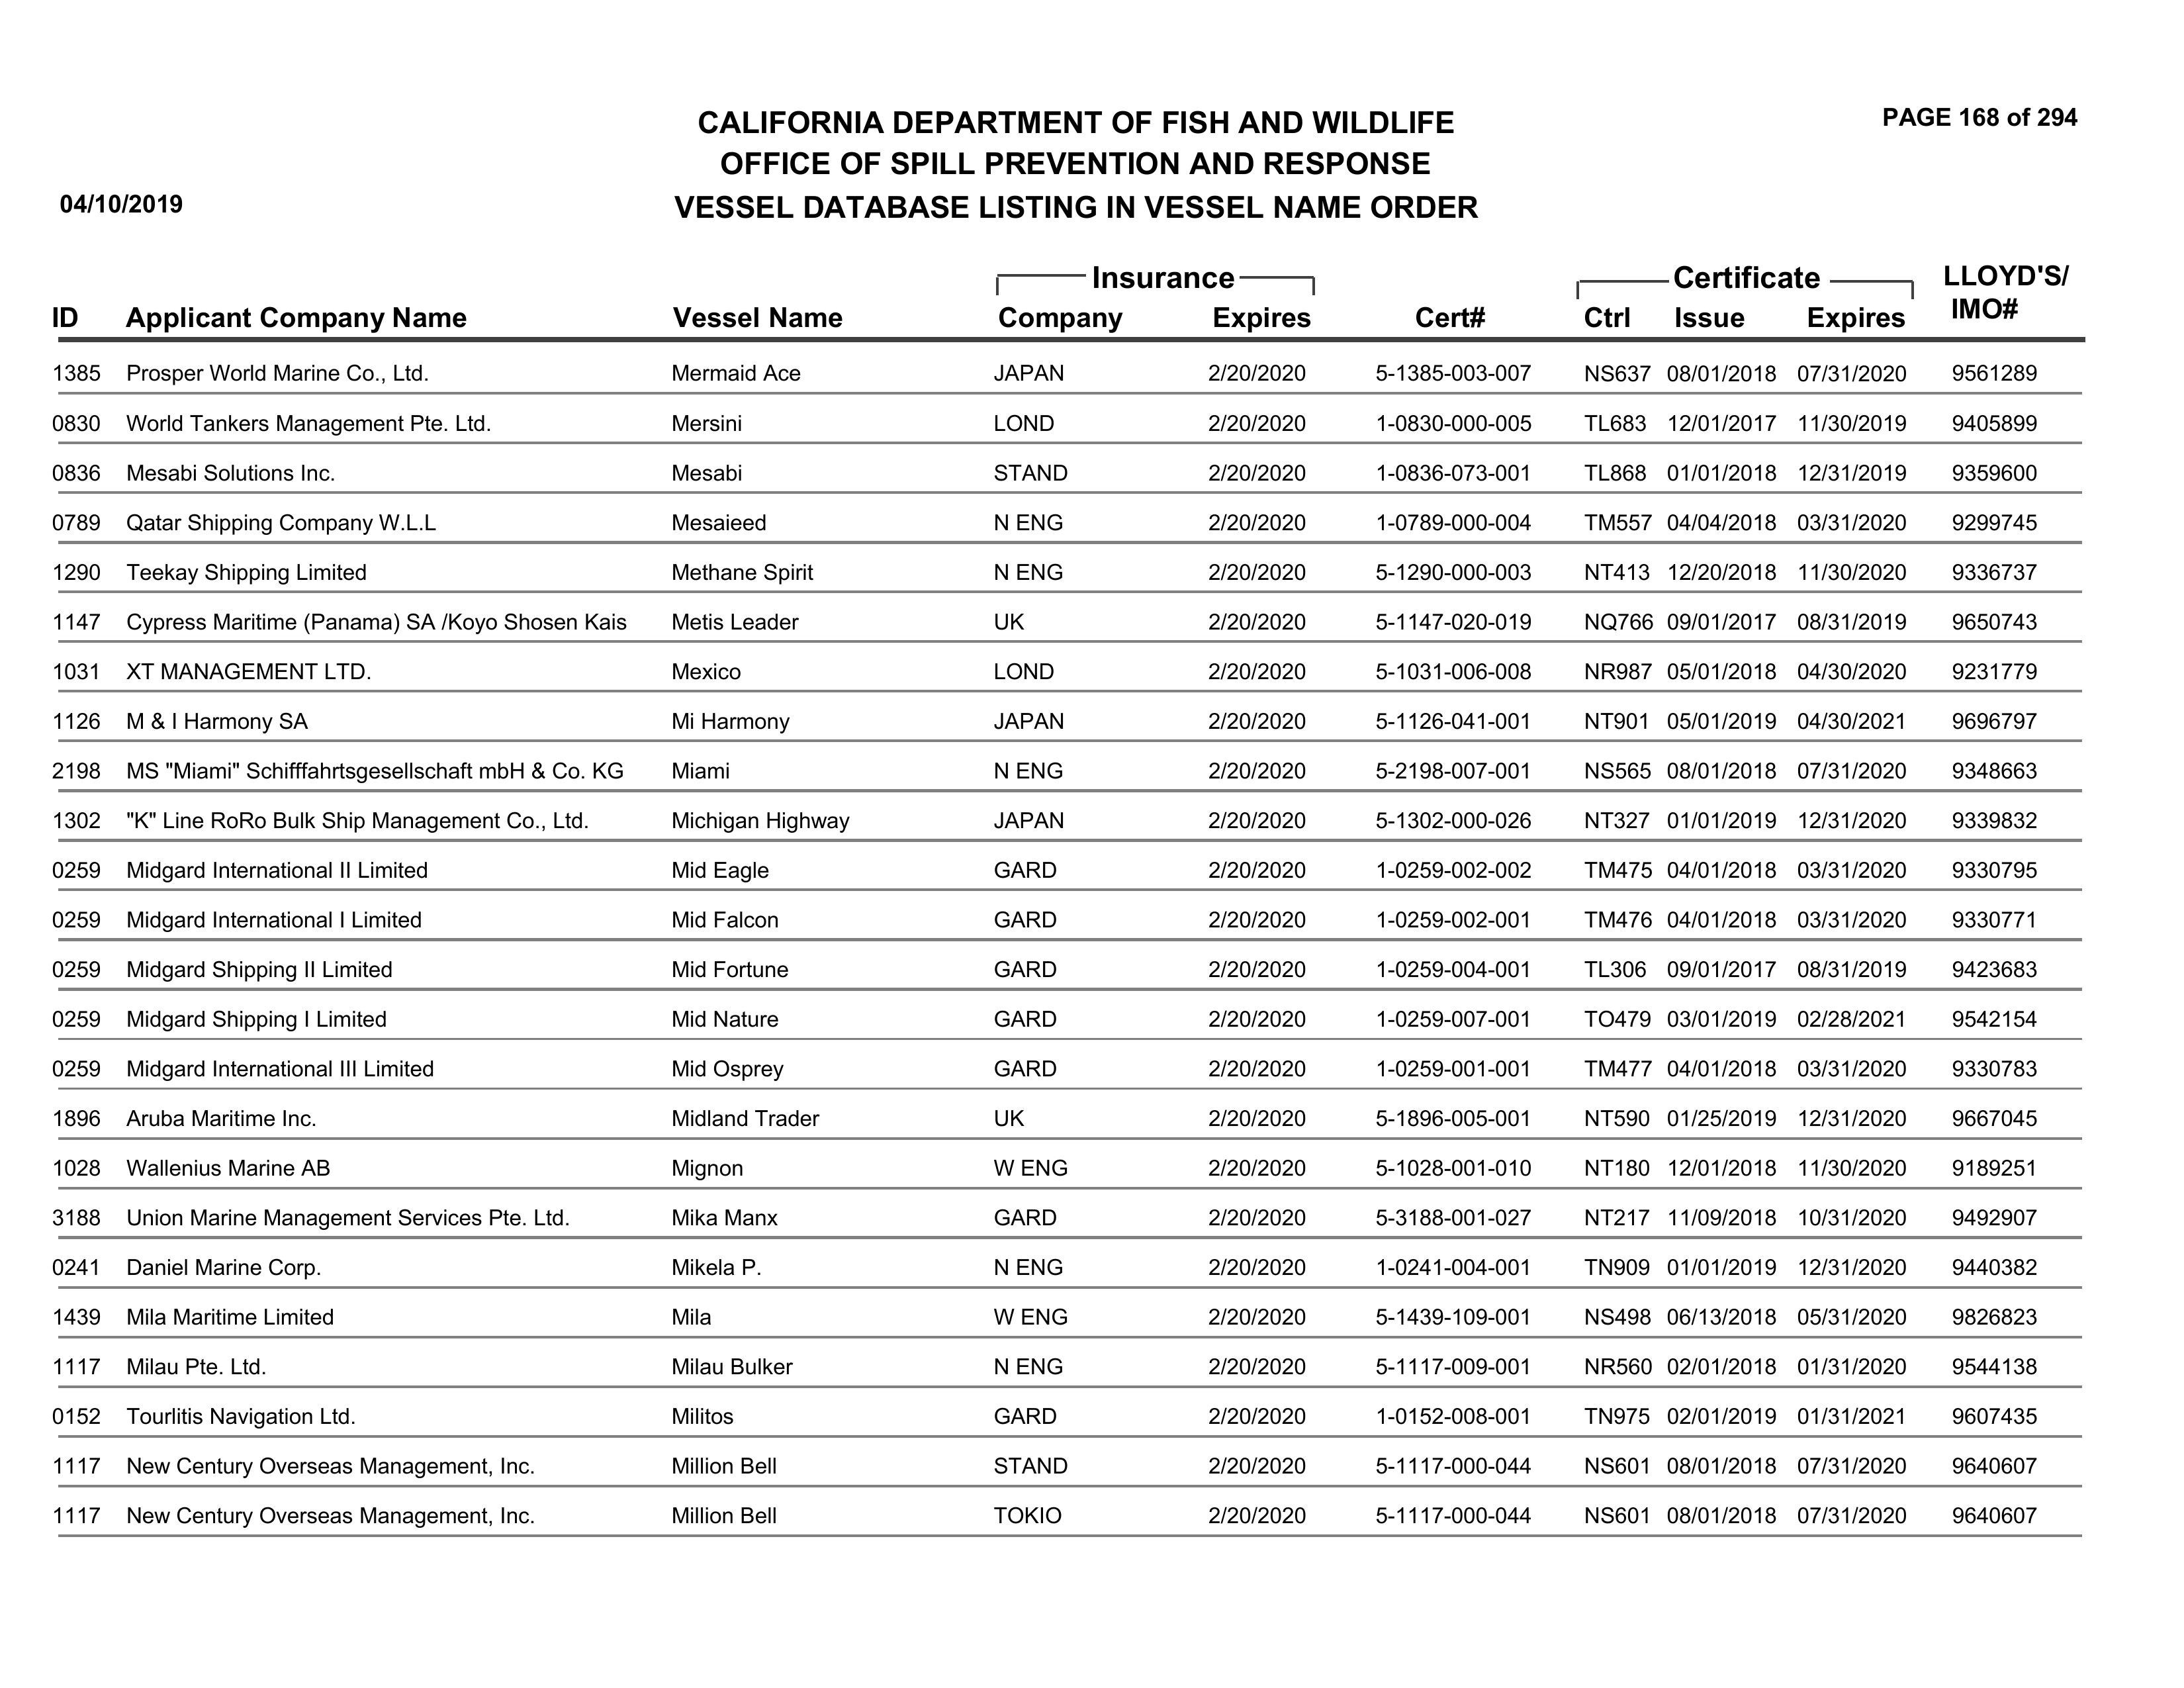 PAGE 168 of 294
CALIFORNIA DEPARTMENT OF FISH AND WILDLIFE
OFFICE OF SPILL PREVENTION AND RESPONSE
04/10/2019 VESSEL DATABASE LISTING IN VESSEL NAME ORDER
Insurance Certificate LLOYD'S/
ID Applicant Company Name Vessel Name Company Expires Cert# Ctrl Issue Expires IMO#
1385 Prosper World Marine Co., Ltd. Mermaid Ace JAPAN 2/20/2020 5-1385-003-007 NS637 08/01/2018 07/31/2020 9561289
0830 World Tankers Management Pte. Ltd. Mersini LOND 2/20/2020 1-0830-000-005 TL683 12/01/2017 11/30/2019 9405899
0836 Mesabi Solutions Inc. Mesabi STAND 2/20/2020 1-0836-073-001 TL868 01/01/2018 12/31/2019 9359600
0789 Qatar Shipping Company W.L.L Mesaieed N ENG 2/20/2020 1-0789-000-004 TM557 04/04/2018 03/31/2020 9299745
1290 Teekay Shipping Limited Methane Spirit N ENG 2/20/2020 5-1290-000-003 NT413 12/20/2018 11/30/2020 9336737
1147 Cypress Maritime (Panama) SA /Koyo Shosen Kais Metis Leader UK 2/20/2020 5-1147-020-019 NQ766 09/01/2017 08/31/2019 9650743
1031 XT MANAGEMENT LTD. Mexico LOND 2/20/2020 5-1031-006-008 NR987 05/01/2018 04/30/2020 9231779
1126 M & I Harmony SA Mi Harmony JAPAN 2/20/2020 5-1126-041-001 NT901 05/01/2019 04/30/2021 9696797
2198 MS "Miami" Schifffahrtsgesellschaft mbH & Co. KG Miami N ENG 2/20/2020 5-2198-007-001 NS565 08/01/2018 07/31/2020 9348663
1302 "K" Line RoRo Bulk Ship Management Co., Ltd. Michigan Highway JAPAN 2/20/2020 5-1302-000-026 NT327 01/01/2019 12/31/2020 9339832
0259 Midgard International II Limited Mid Eagle GARD 2/20/2020 1-0259-002-002 TM475 04/01/2018 03/31/2020 9330795
0259 Midgard International I Limited Mid Falcon GARD 2/20/2020 1-0259-002-001 TM476 04/01/2018 03/31/2020 9330771
0259 Midgard Shipping II Limited Mid Fortune GARD 2/20/2020 1-0259-004-001 TL306 09/01/2017 08/31/2019 9423683
0259 Midgard Shipping I Limited Mid Nature GARD 2/20/2020 1-0259-007-001 TO479 03/01/2019 02/28/2021 9542154
0259 Midgard International III Limited Mid Osprey GARD 2/20/2020 1-0259-001-001 TM477 04/01/2018 03/31/2020 9330783
1896 Aruba Maritime Inc. Midland Trader UK 2/20/2020 5-1896-005-001 NT590 01/25/2019 12/31/2020 9667045
1028 Wallenius Marine AB Mignon W ENG 2/20/2020 5-1028-001-010 NT180 12/01/2018 11/30/2020 9189251
3188 Union Marine Management Services Pte. Ltd. Mika Manx GARD 2/20/2020 5-3188-001-027 NT217 11/09/2018 10/31/2020 9492907
0241 Daniel Marine Corp. Mikela P. N ENG 2/20/2020 1-0241-004-001 TN909 01/01/2019 12/31/2020 9440382
1439 Mila Maritime Limited Mila W ENG 2/20/2020 5-1439-109-001 NS498 06/13/2018 05/31/2020 9826823
1117 Milau Pte. Ltd. Milau Bulker N ENG 2/20/2020 5-1117-009-001 NR560 02/01/2018 01/31/2020 9544138
0152 Tourlitis Navigation Ltd. Militos GARD 2/20/2020 1-0152-008-001 TN975 02/01/2019 01/31/2021 9607435
1117 New Century Overseas Management, Inc. Million Bell STAND 2/20/2020 5-1117-000-044 NS601 08/01/2018 07/31/2020 9640607
1117 New Century Overseas Management, Inc. Million Bell TOKIO 2/20/2020 5-1117-000-044 NS601 08/01/2018 07/31/2020 9640607